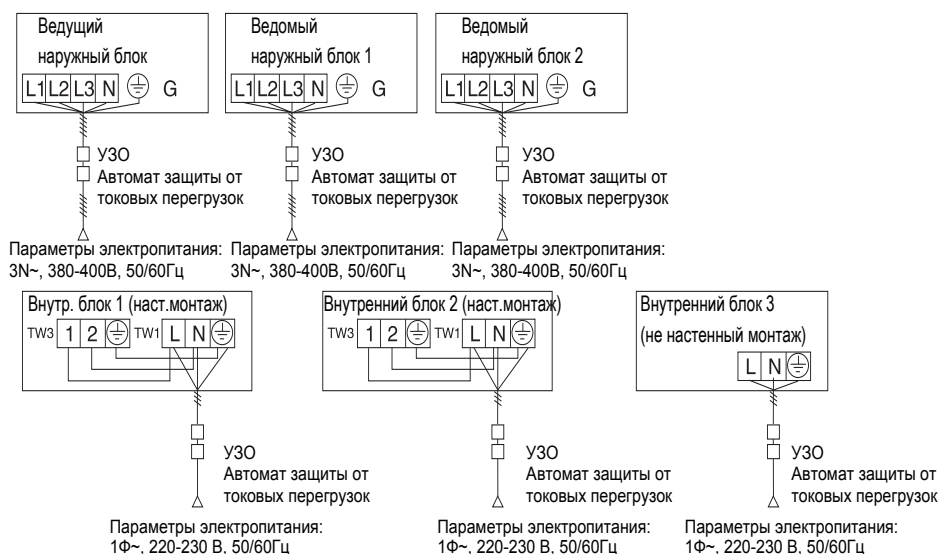 Ведущий
наружный блок
L1 L2 L3 N G
УЗО
Автомат защиты от
токовых перегрузок
Параметры электропитания:
3N~, 380-400В, 50/60Гц
Ведомый
наружный блок 1
L1 L2 L3 N G
УЗО
Автомат защиты от
токовых перегрузок
Параметры электропитания:
3N~, 380-400В, 50/60Гц
Ведомый
наружный блок 2
L1 L2 L3 N G
УЗО
Автомат защиты от
токовых перегрузок
Параметры электропитания:
3N~, 380-400В, 50/60Гц
Внутр. блок 1 (наст.монтаж)
TW3 1 2 TW1 L N
УЗО
Автомат защиты от
токовых перегрузок
Параметры электропитания:
1Ф~, 220-230 В, 50/60Гц
Внутренний блок 2 (наст.монтаж)
TW3 1 2 TW1 L N
УЗО
Автомат защиты от
токовых перегрузок
Параметры электропитания:
1Ф~, 220-230 В, 50/60Гц
Внутренний блок 3
(не настенный монтаж)
L N
УЗО
Автомат защиты от
токовых перегрузок
Параметры электропитания:
1Ф~, 220-230 В, 50/60Гц